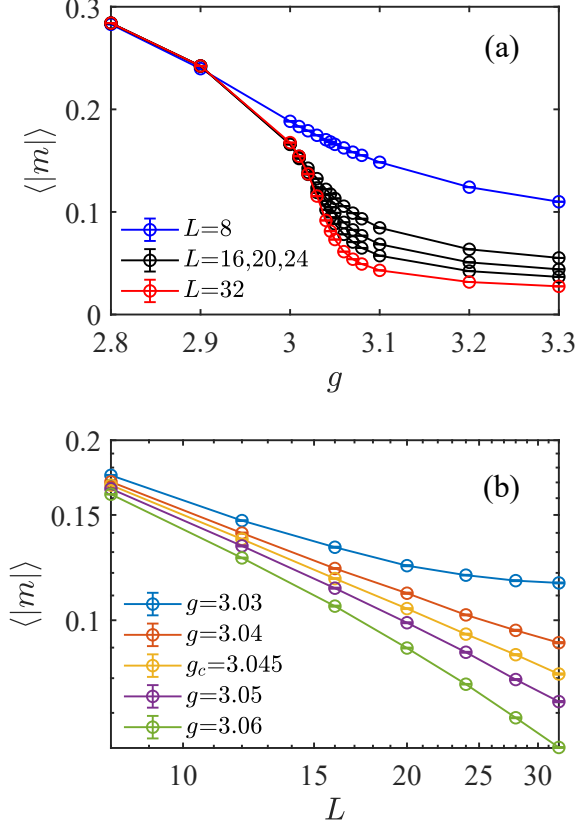 (a)
0.3
0.2
0.1
0
⟨|m|⟩
L=8
L=16,20,24
L=32
2.8 2.9 3 3.1 3.2 3.3
g
(b)
0.2
0.15
0.1
⟨|m|⟩
g=3.03
g=3.04
g_c=3.045
g=3.05
g=3.06
10 15 20 25 30
L